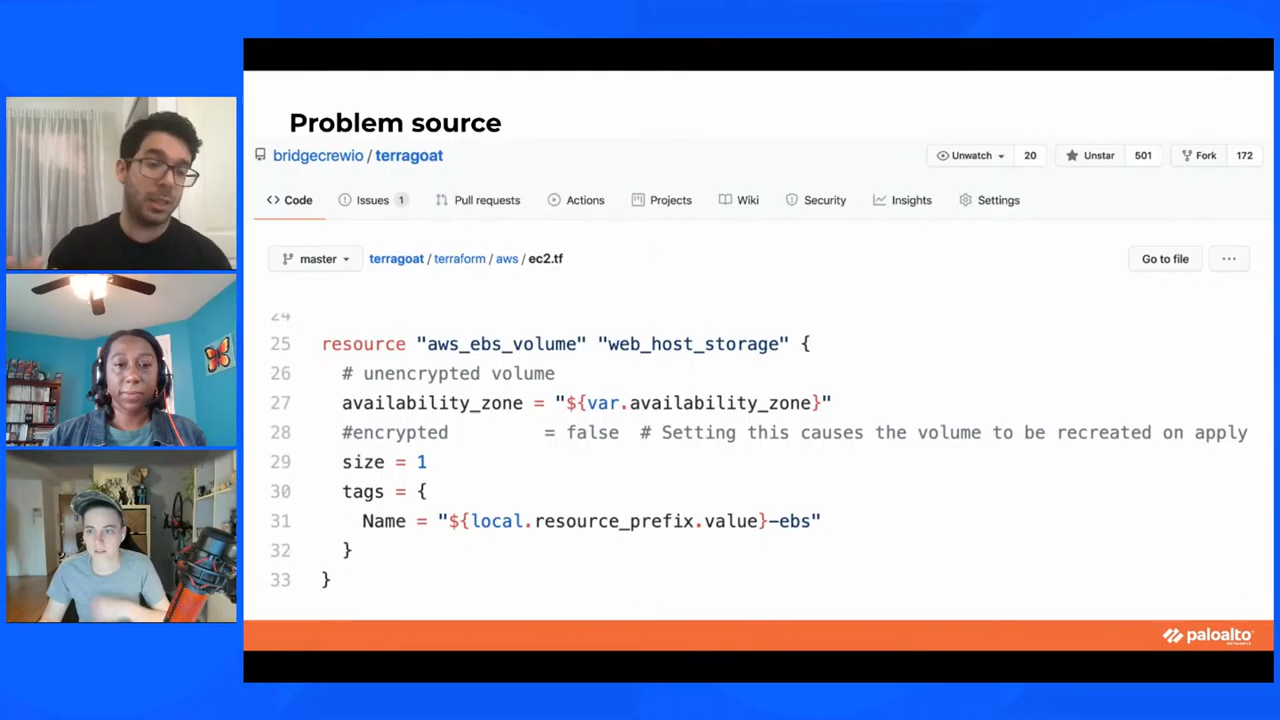 Problem source
bridgecrewio / terragoat
Unwatch 20 Unstar 501 Fork 172
Code Issues 1 Pull requests Actions Projects Wiki Security Insights Settings
master terragoat / terraform / aws / ec2.tf Go to file ...
24
25 resource "aws_ebs_volume" "web_host_storage" {
26 # unencrypted volume
27 availability_zone = "${var.availability_zone}"
28 #encrypted = false # Setting this causes the volume to be recreated on apply
29 size = 1
30 tags = {
31 Name = "${local.resource_prefix.value}-ebs"
32 }
33 }
paloalto
NETWORKS